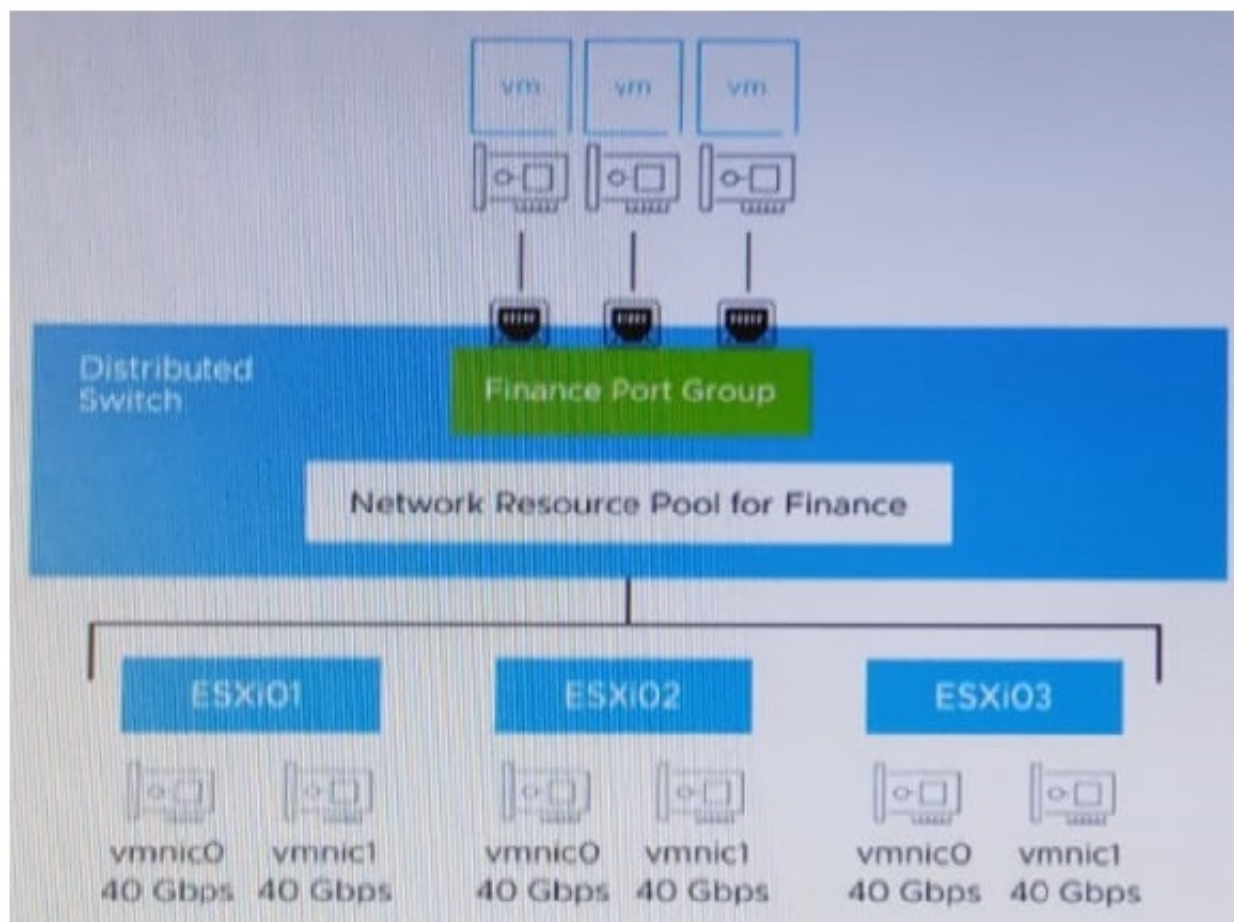 vm vm vm
Distributed
Switch
Finance Port Group
Network Resource Pool for Finance
ESXi01 ESXi02 ESXi03
vmnic0 vmnic1 vmnic0 vmnic1 vmnic0 vmnic1
40 Gbps 40 Gbps 40 Gbps 40 Gbps 40 Gbps 40 Gbps